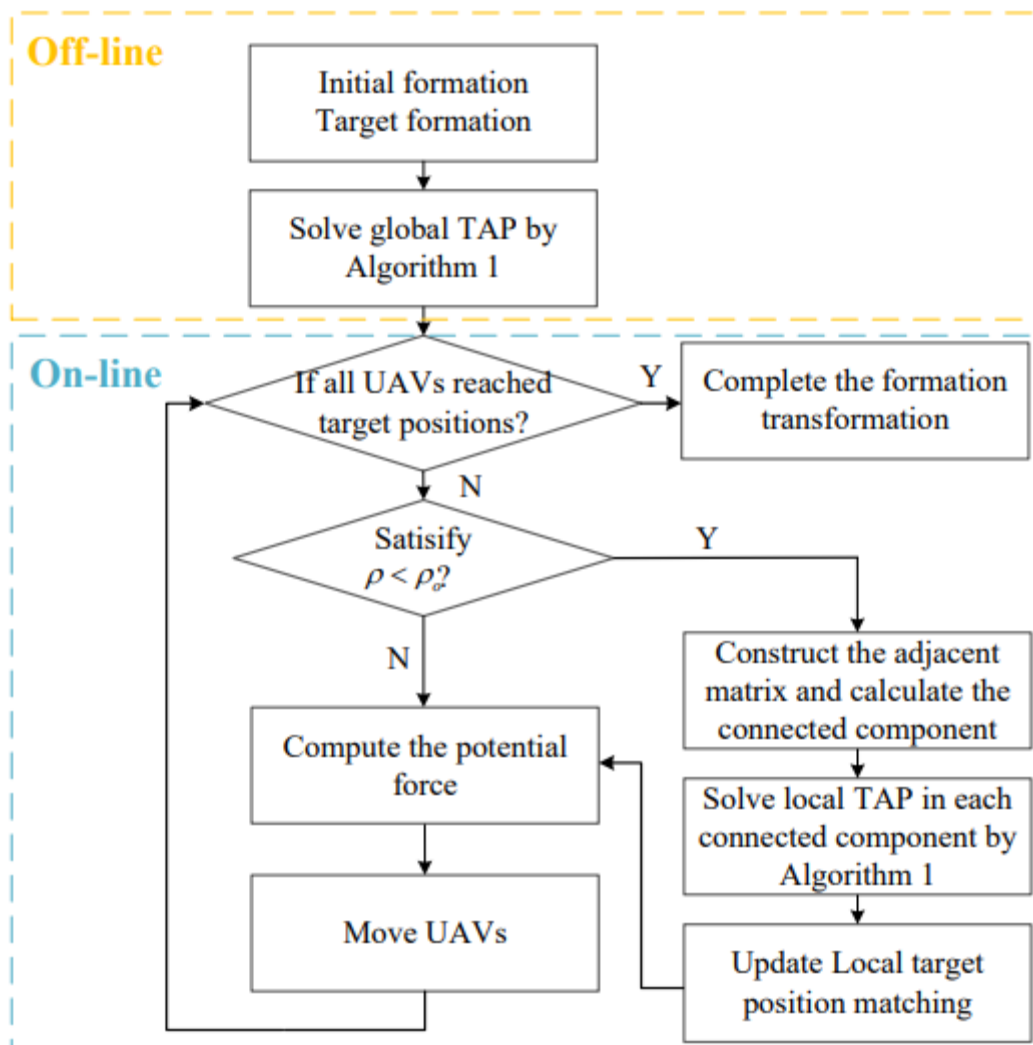 Off-line
Initial formation
Target formation
Solve global TAP by
Algorithm 1
On-line
If all UAVs reached
target positions?
Y
Complete the formation
transformation
N
Satisify
ρ < ρₒ?
Y
N
Construct the adjacent
matrix and calculate the
connected component
Compute the potential
force
Solve local TAP in each
connected component by
Algorithm 1
Move UAVs
Update Local target
position matching